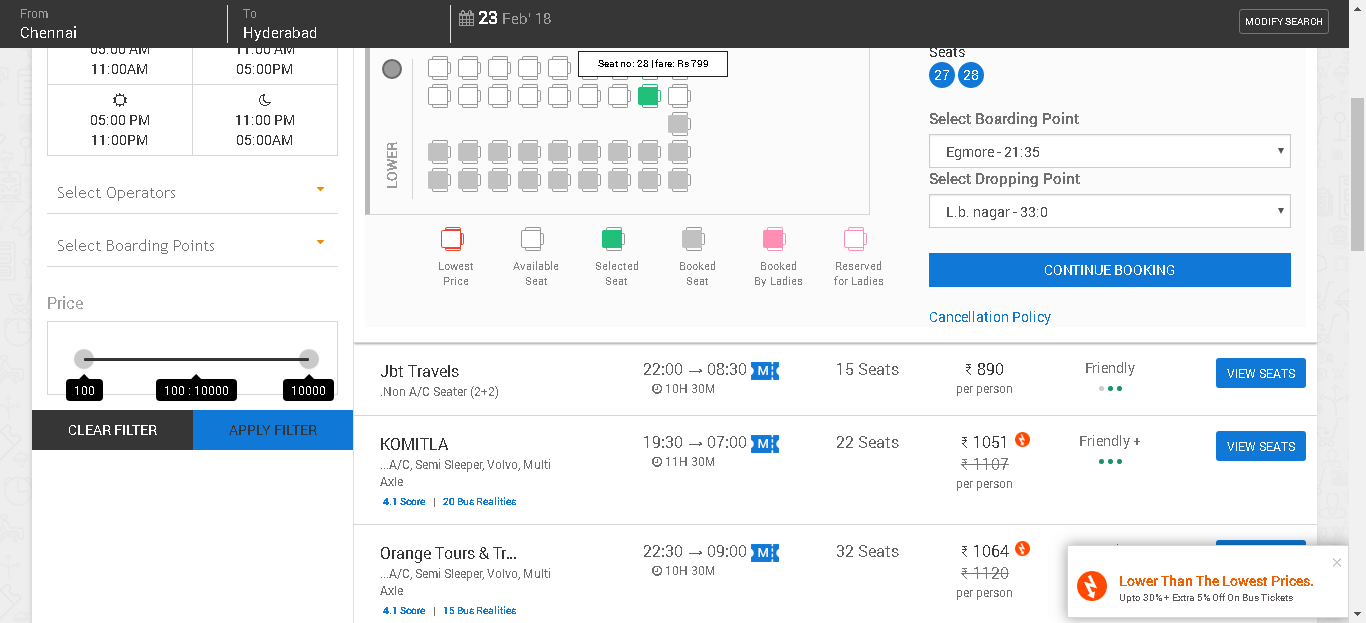 From
Chennai
To
Hyderabad
23 Feb' 18
MODIFY SEARCH
05:00 AM
11:00AM
11:00 AM
05:00PM
05:00 PM
11:00PM
11:00 PM
05:00AM
Select Operators
Select Boarding Points
Price
100
100 : 10000
10000
CLEAR FILTER
APPLY FILTER
Seat no: 28 | fare: Rs 799
LOWER
Lowest
Price
Available
Seat
Selected
Seat
Booked
Seat
Booked
By Ladies
Reserved
for Ladies
Seats
27 28
Select Boarding Point
Egmore - 21:35
Select Dropping Point
L.b. nagar - 33:0
CONTINUE BOOKING
Cancellation Policy
Jbt Travels
.Non A/C Seater (2+2)
22:00 → 08:30 M
10H 30M
15 Seats
₹ 890
per person
Friendly
VIEW SEATS
KOMITLA
...A/C, Semi Sleeper, Volvo, Multi
Axle
4.1 Score | 20 Bus Realities
19:30 → 07:00 M
11H 30M
22 Seats
₹ 1051
₹ 1107
per person
Friendly +
VIEW SEATS
Orange Tours & Tr...
...A/C, Semi Sleeper, Volvo, Multi
Axle
4.1 Score | 15 Bus Realities
22:30 → 09:00 M
10H 30M
32 Seats
₹ 1064
₹ 1120
per person
Lower Than The Lowest Prices.
Upto 30% + Extra 5% Off On Bus Tickets